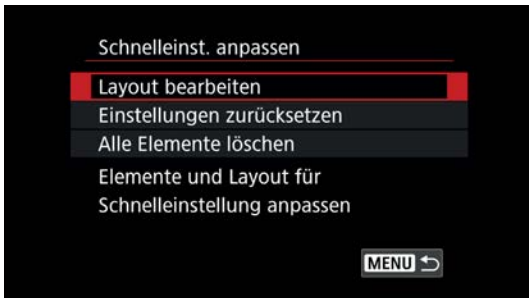 Schnelleinst. anpassen
Layout bearbeiten
Einstellungen zurücksetzen
Alle Elemente löschen
Elemente und Layout für
Schnelleinstellung anpassen
MENU